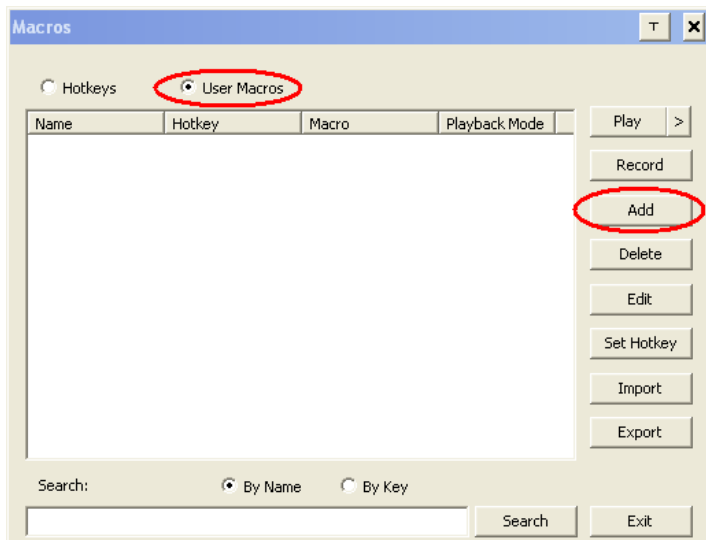 Macros
Hotkeys User Macros
Name Hotkey Macro Playback Mode
Play >
Record
Add
Delete
Edit
Set Hotkey
Import
Export
Search: By Name By Key
Search Exit